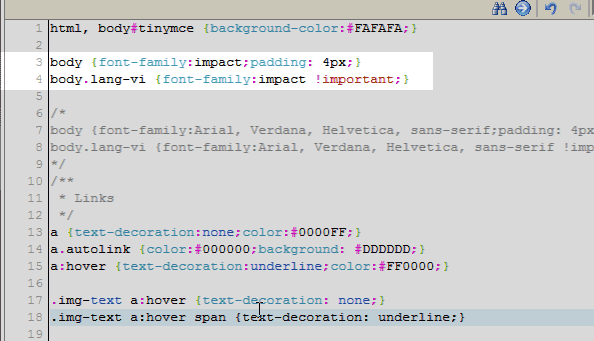 1 html, body#tinymce {background-color:#FAFAFA;}
2
3 body {font-family:impact;padding: 4px;}
4 body.lang-vi {font-family:impact !important;}
5
6 /*
7 body {font-family:Arial, Verdana, Helvetica, sans-serif;padding: 4px
8 body.lang-vi {font-family:Arial, Verdana, Helvetica, sans-serif !imp
9 */
10 /**
11 * Links
12 */
13 a {text-decoration:none;color:#0000FF;}
14 a.autolink {color:#000000;background: #DDDDDD;}
15 a:hover {text-decoration:underline;color:#FF0000;}
16
17 .img-text a:hover {text-decoration: none;}
18 .img-text a:hover span {text-decoration: underline;}
19